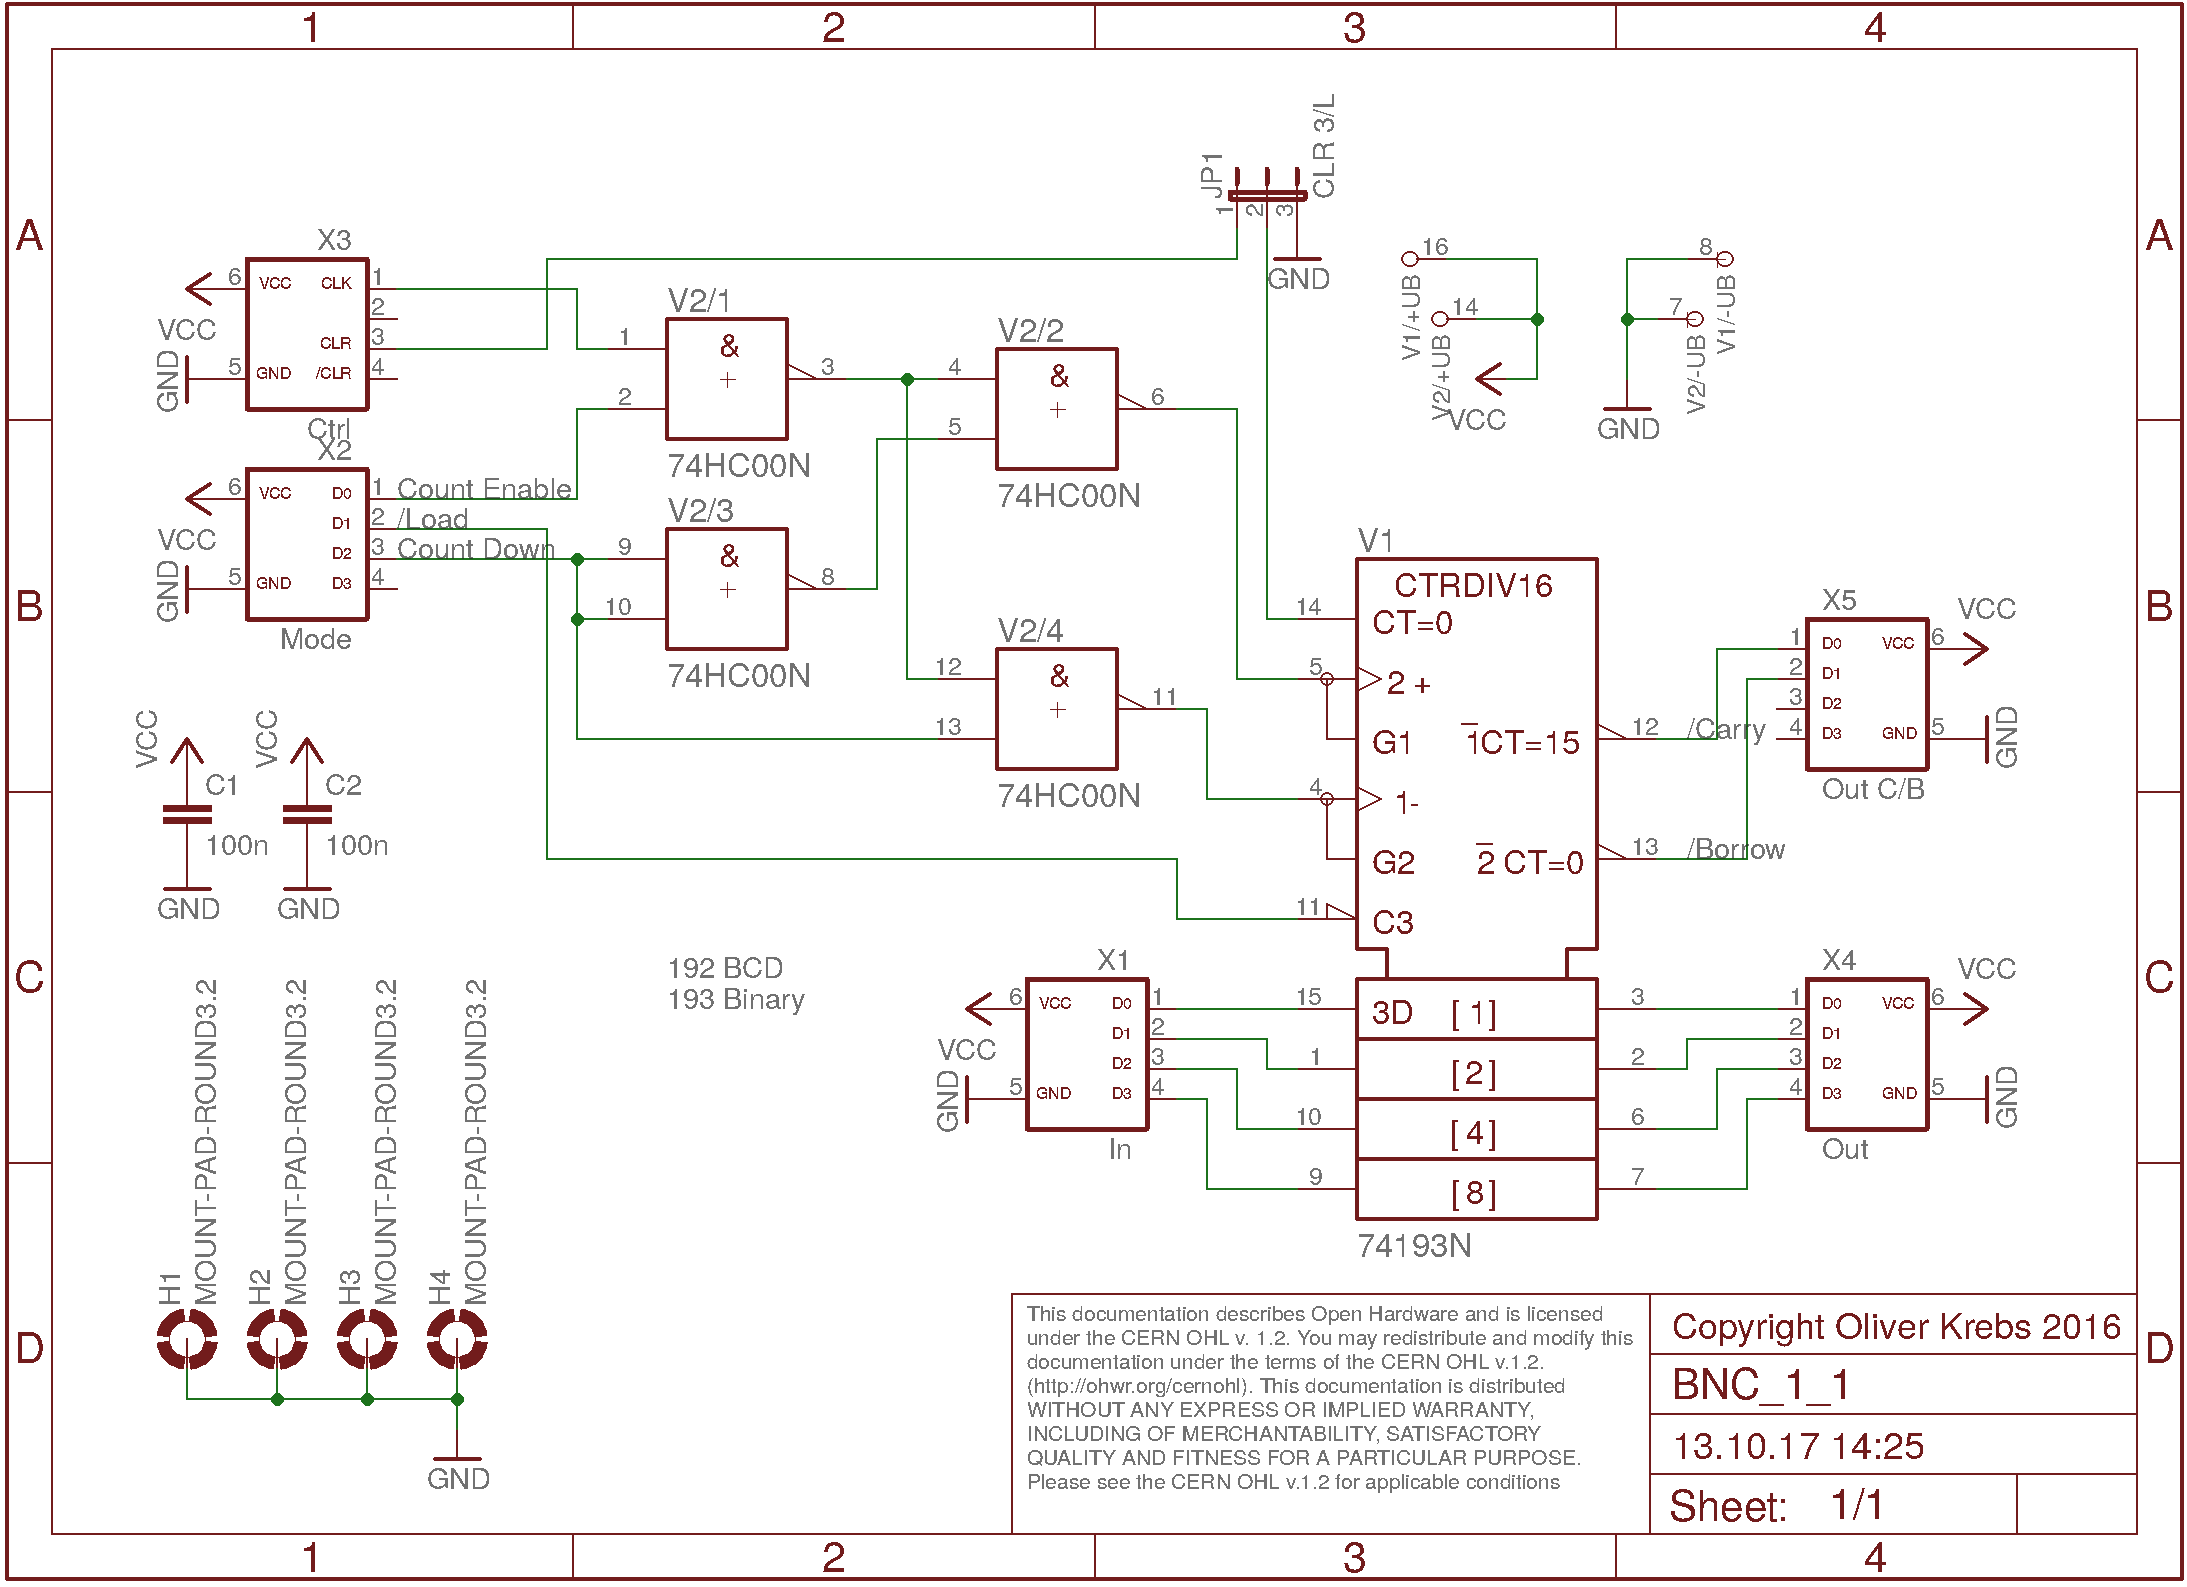 1 2 3 4
A A
B B
C C
D D
1 2 3 4
JP1
1 2 3
CLR 3/L
GND
X3
6 VCC CLK 1
2
CLR 3
5 GND /CLR 4
VCC
GND
Ctrl
X2
6 VCC D0 1 Count Enable
D1 2 /Load
D2 3 Count Down
5 GND D3 4
VCC
GND
Mode
V2/1
1 & 3
2 +
74HC00N
V2/2
4 & 6
5 +
74HC00N
V2/3
9 & 8
10 +
74HC00N
V2/4
12 & 11
13 +
74HC00N
16 V1/+UB
14 V2/+UB
VCC
8 V1/-UB
7 V2/-UB
GND
V1
CTRDIV16
14 CT=0
5 2 +
G1 1CT=15 12 /Carry
4 1-
G2 2 CT=0 13 /Borrow
11 C3
15 3D [ 1 ] 3
1 [ 2 ] 2
10 [ 4 ] 6
9 [ 8 ] 7
74193N
X5
1 D0 VCC 6
2 D1
3 D2
4 D3 GND 5
VCC
GND
Out C/B
VCC VCC
C1 C2
100n 100n
GND GND
192 BCD
193 Binary
X1
6 VCC D0 1
D1 2
D2 3
5 GND D3 4
VCC
GND
In
X4
1 D0 VCC 6
2 D1
3 D2
4 D3 GND 5
VCC
GND
Out
H1 MOUNT-PAD-ROUND3.2
H2 MOUNT-PAD-ROUND3.2
H3 MOUNT-PAD-ROUND3.2
H4 MOUNT-PAD-ROUND3.2
GND
This documentation describes Open Hardware and is licensed
under the CERN OHL v. 1.2. You may redistribute and modify this
documentation under the terms of the CERN OHL v.1.2.
(http://ohwr.org/cernohl). This documentation is distributed
WITHOUT ANY EXPRESS OR IMPLIED WARRANTY,
INCLUDING OF MERCHANTABILITY, SATISFACTORY
QUALITY AND FITNESS FOR A PARTICULAR PURPOSE.
Please see the CERN OHL v.1.2 for applicable conditions
Copyright Oliver Krebs 2016
BNC_1_1
13.10.17 14:25
Sheet: 1/1